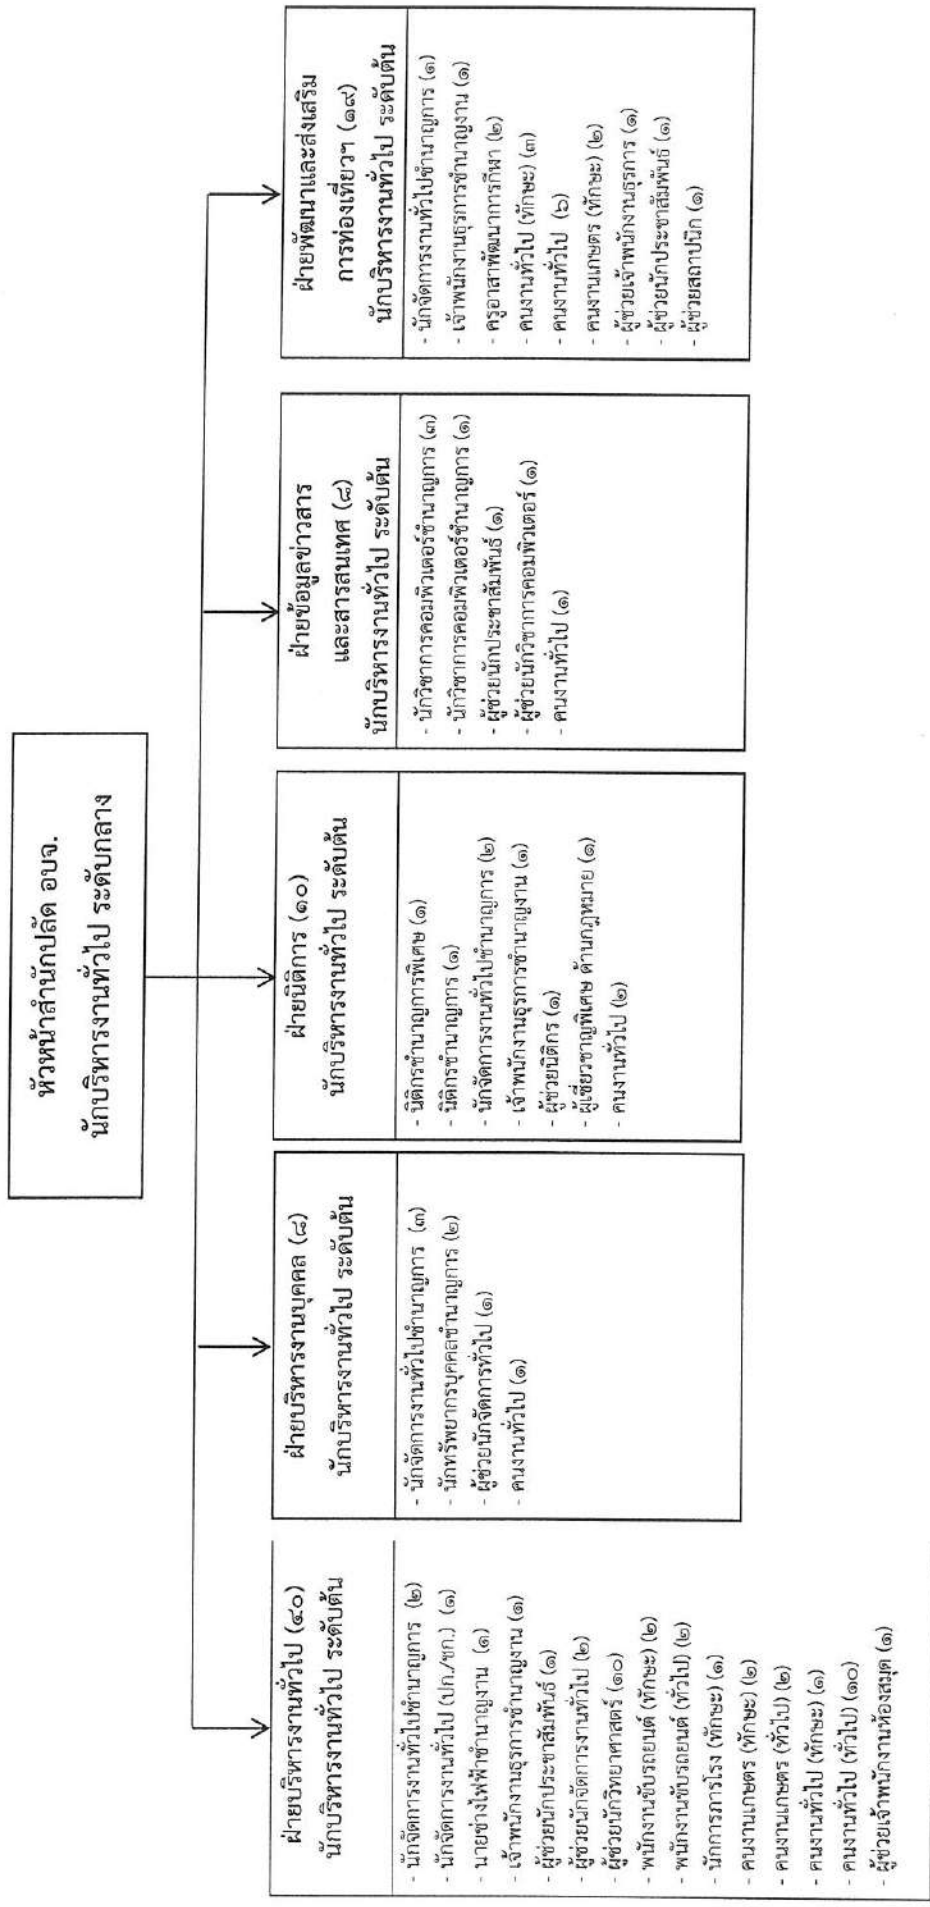 หัวหน้าสำนักปลัด อบจ.
นักบริหารงานทั่วไป ระดับกลาง
ฝ่ายบริหารงานทั่วไป (๔๐)
นักบริหารงานทั่วไป ระดับต้น
- นักจัดการงานทั่วไปชำนาญการ (๒)
- นักจัดการงานทั่วไป (ปก./ชก.) (๑)
- นายช่างไฟฟ้าชำนาญงาน (๑)
- เจ้าพนักงานธุรการชำนาญงาน (๑)
- ผู้ช่วยนักประชาสัมพันธ์ (๑)
- ผู้ช่วยนักจัดการงานทั่วไป (๒)
- ผู้ช่วยนักวิทยาศาสตร์ (๑๐)
- พนักงานขับรถยนต์ (ทักษะ) (๒)
- พนักงานขับรถยนต์ (ทั่วไป) (๒)
- นักการภารโรง (ทักษะ) (๑)
- คนงานเกษตร (ทักษะ) (๒)
- คนงานเกษตร (ทั่วไป) (๒)
- คนงานทั่วไป (ทักษะ) (๑)
- คนงานทั่วไป (ทั่วไป) (๑๐)
- ผู้ช่วยเจ้าพนักงานห้องสมุด (๑)
ฝ่ายบริหารงานบุคคล (๘)
นักบริหารงานทั่วไป ระดับต้น
- นักจัดการงานทั่วไปชำนาญการ (๓)
- นักทรัพยากรบุคคลชำนาญการ (๒)
- ผู้ช่วยนักจัดการทั่วไป (๑)
- คนงานทั่วไป (๑)
ฝ่ายนิติการ (๑๐)
นักบริหารงานทั่วไป ระดับต้น
- นิติกรชำนาญการพิเศษ (๑)
- นิติกรชำนาญการ (๑)
- นักจัดการงานทั่วไปชำนาญการ (๒)
- เจ้าพนักงานธุรการชำนาญงาน (๑)
- ผู้ช่วยนิติกร (๑)
- ผู้เชี่ยวชาญพิเศษ ด้านกฎหมาย (๑)
- คนงานทั่วไป (๒)
ฝ่ายข้อมูลข่าวสาร
และสารสนเทศ (๘)
นักบริหารงานทั่วไป ระดับต้น
- นักวิชาการคอมพิวเตอร์ชำนาญการ (๓)
- นักวิชาการคอมพิวเตอร์ชำนาญการ (๑)
- ผู้ช่วยนักประชาสัมพันธ์ (๑)
- ผู้ช่วยนักวิชาการคอมพิวเตอร์ (๑)
- คนงานทั่วไป (๑)
ฝ่ายพัฒนาและส่งเสริม
การท่องเที่ยวฯ (๑๙)
นักบริหารงานทั่วไป ระดับต้น
- นักจัดการงานทั่วไปชำนาญการ (๑)
- เจ้าพนักงานธุรการชำนาญงาน (๑)
- ครูอาสาพัฒนาการกีฬา (๒)
- คนงานทั่วไป (ทักษะ) (๓)
- คนงานทั่วไป (๖)
- คนงานเกษตร (ทักษะ) (๒)
- ผู้ช่วยเจ้าพนักงานธุรการ (๑)
- ผู้ช่วยนักประชาสัมพันธ์ (๑)
- ผู้ช่วยสถาปนิก (๑)